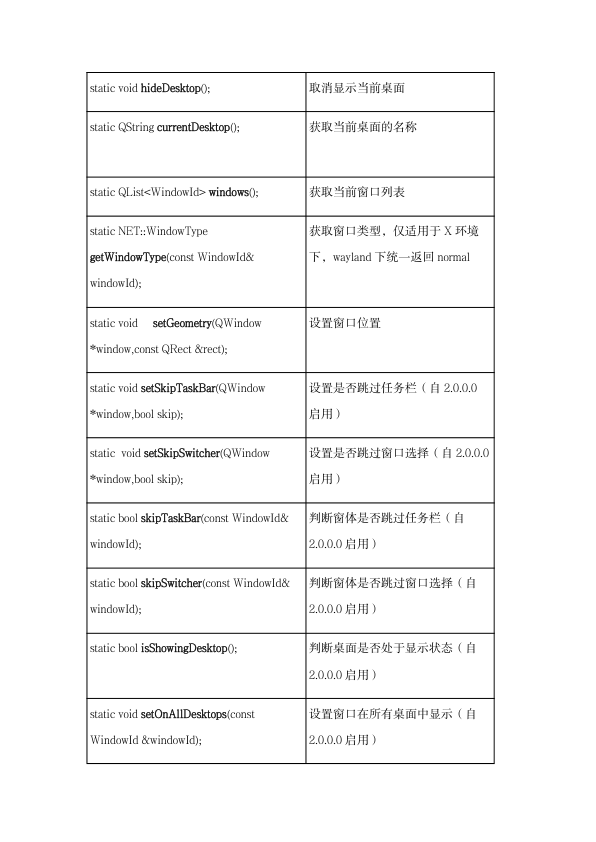 static void hideDesktop();
取消显示当前桌面
static QString currentDesktop();
获取当前桌面的名称
static QList<WindowId> windows();
获取当前窗口列表
static NET::WindowType
getWindowType(const WindowId&
windowId);
获取窗口类型，仅适用于 X 环境
下，wayland 下统一返回 normal
static void setGeometry(QWindow
*window,const QRect &rect);
设置窗口位置
static void setSkipTaskBar(QWindow
*window,bool skip);
设置是否跳过任务栏（自 2.0.0.0
启用）
static void setSkipSwitcher(QWindow
*window,bool skip);
设置是否跳过窗口选择（自 2.0.0.0
启用）
static bool skipTaskBar(const WindowId&
windowId);
判断窗体是否跳过任务栏（自
2.0.0.0 启用）
static bool skipSwitcher(const WindowId&
windowId);
判断窗体是否跳过窗口选择（自
2.0.0.0 启用）
static bool isShowingDesktop();
判断桌面是否处于显示状态（自
2.0.0.0 启用）
static void setOnAllDesktops(const
WindowId &windowId);
设置窗口在所有桌面中显示（自
2.0.0.0 启用）